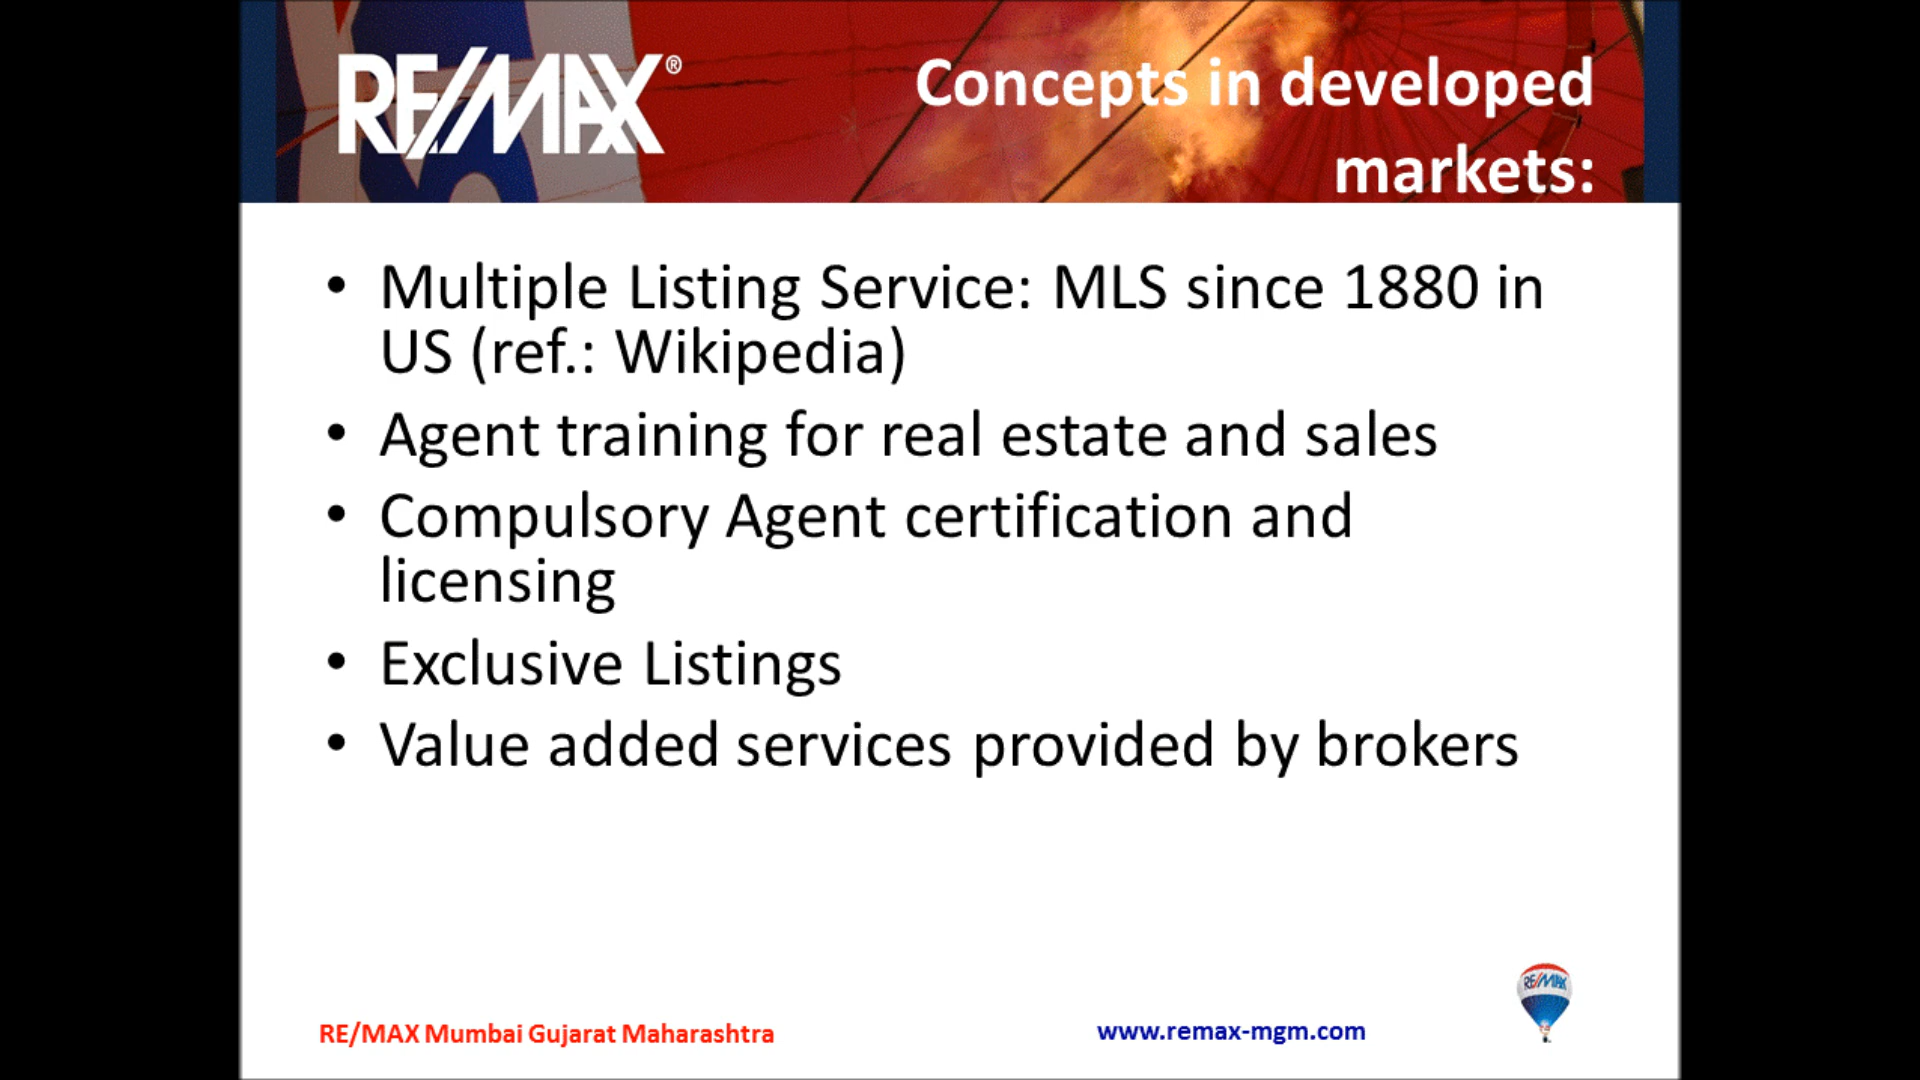 RE/MAX®
Concepts in developed
markets:
• Multiple Listing Service: MLS since 1880 in
US (ref.: Wikipedia)
• Agent training for real estate and sales
• Compulsory Agent certification and
licensing
• Exclusive Listings
• Value added services provided by brokers
RE/MAX
RE/MAX Mumbai Gujarat Maharashtra
www.remax-mgm.com